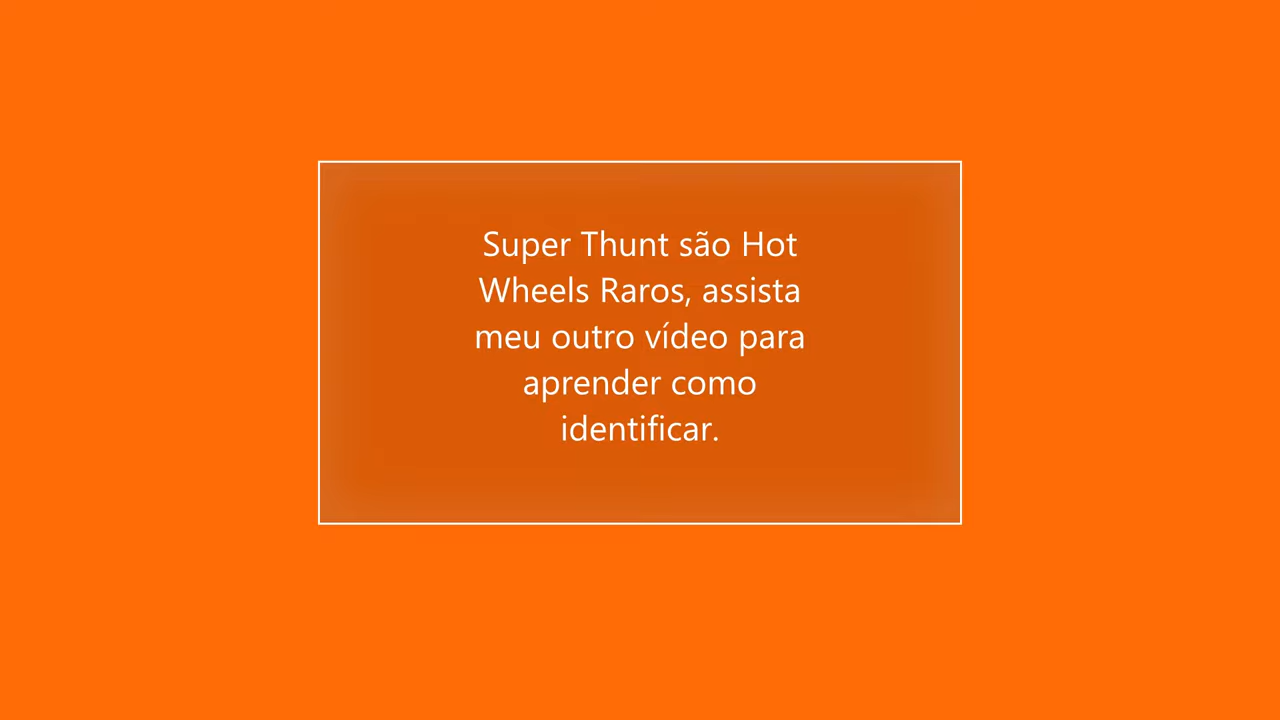 Super Thunt são Hot
Wheels Raros, assista
meu outro vídeo para
aprender como
identificar.